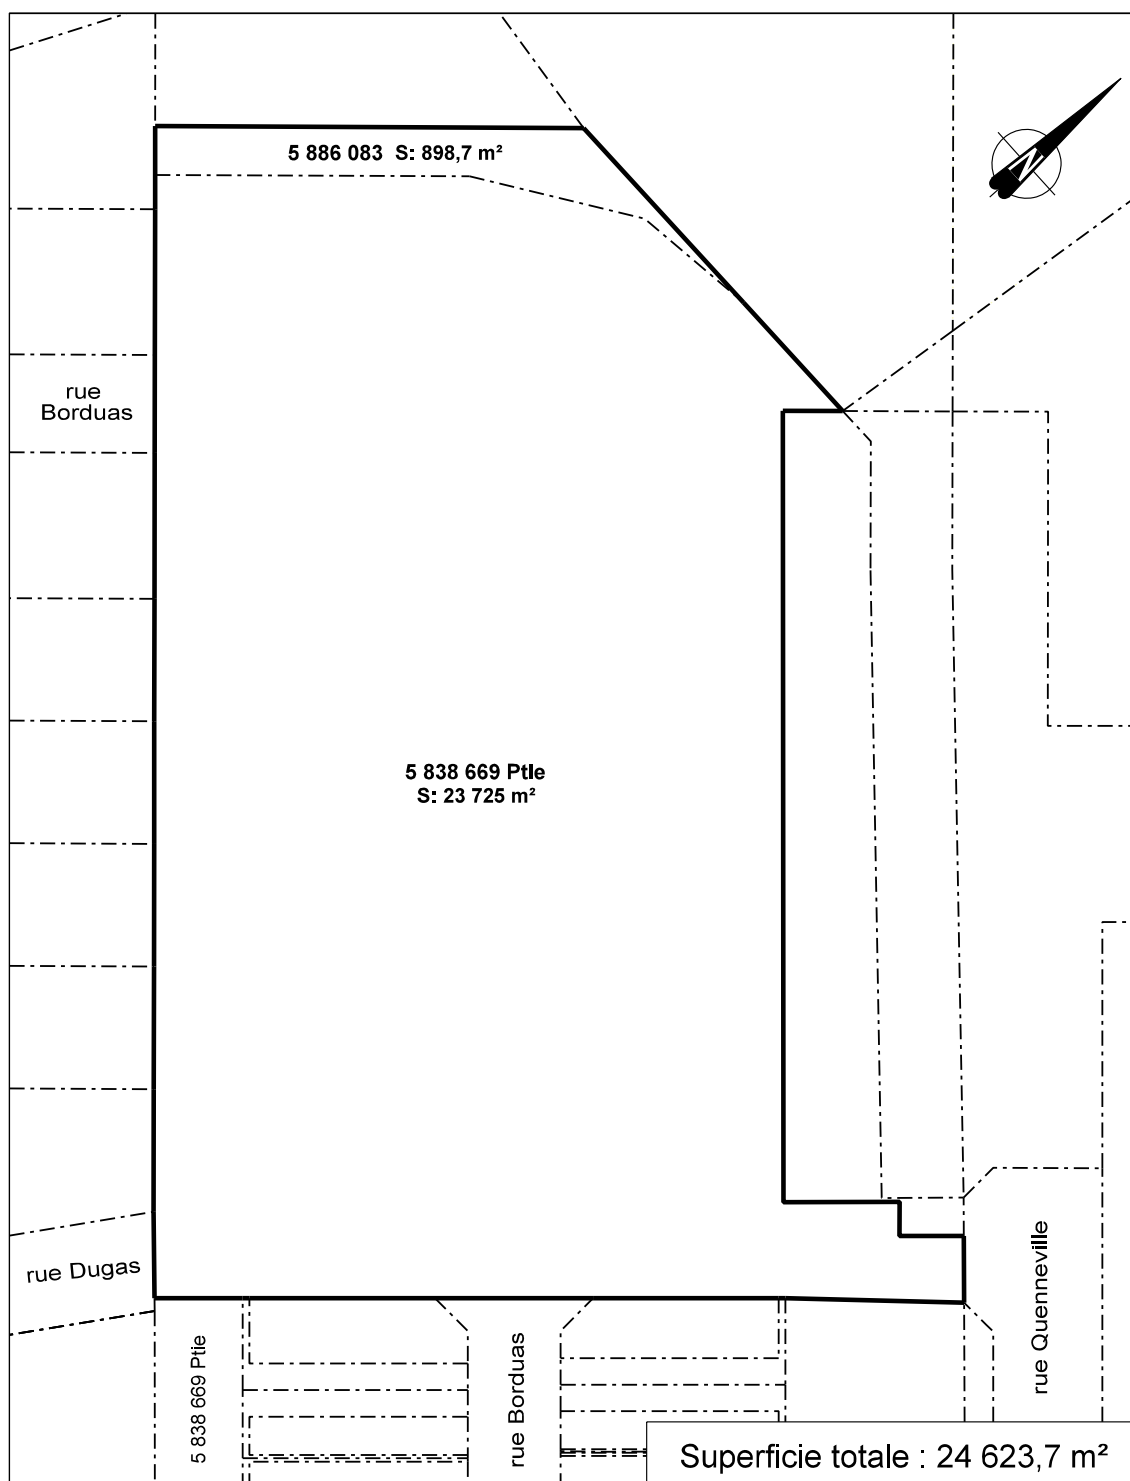 5 886 083 S: 898,7 m²
N
rue
Borduas
5 838 669 Ptie
S: 23 725 m²
rue Dugas
5 838 669 Ptie
rue Borduas
rue Quenneville
Superficie totale : 24 623,7 m²